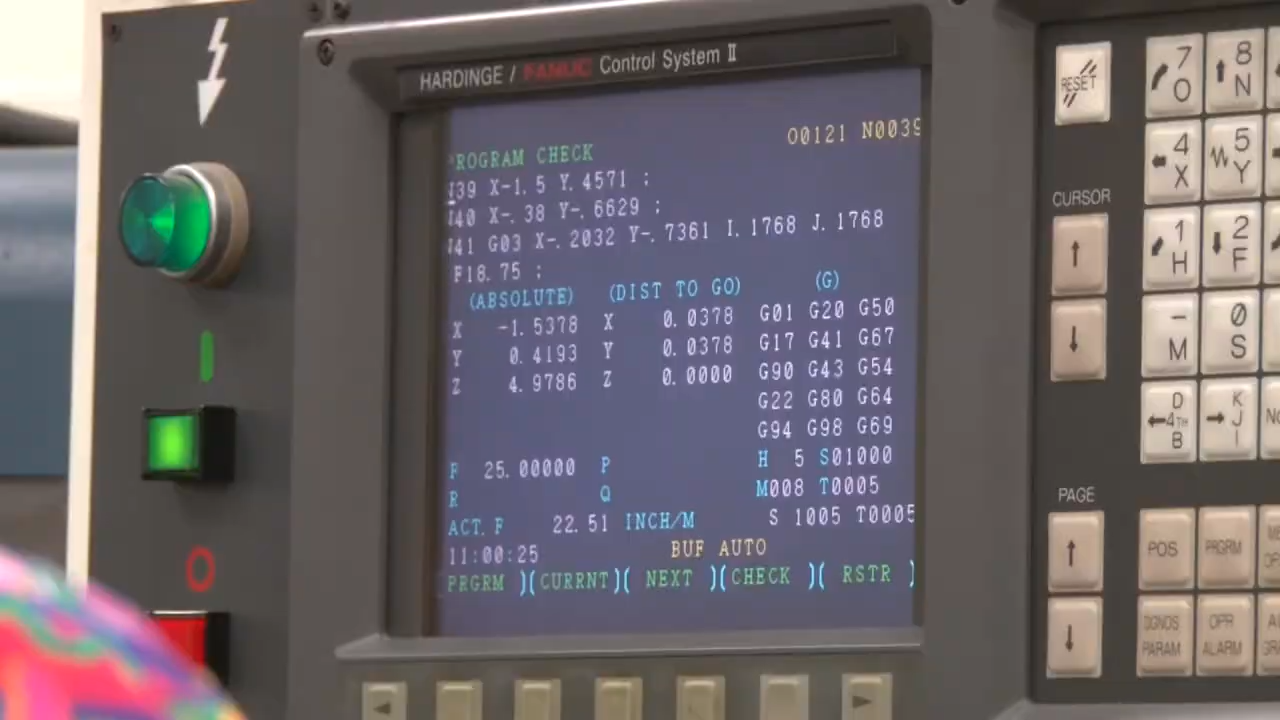 HARDINGE / FANUC Control System II
O0121 N0039
ROGRAM CHECK
N39 X-1.5 Y.4571 ;
N40 X-.38 Y-.6629 ;
N41 G03 X-.2032 Y-.7361 I.1768 J.1768
F18.75 ;
(ABSOLUTE) (DIST TO GO) (G)
X -1.5378 X 0.0378 G01 G20 G50
Y 0.4193 Y 0.0378 G17 G41 G67
Z 4.9786 Z 0.0000 G90 G43 G54
G22 G80 G64
G94 G98 G69
F 25.00000 P H 5 S01000
R Q M008 T0005
ACT.F 22.51 INCH/M S 1005 T0005
11:00:25 BUF AUTO
PRGRM )( CURRNT )( NEXT )( CHECK )( RSTR )
RESET
7 O
8 N
4 X
5 Y
CURSOR
1 H
2 F
- M
0 S
D 4TH B
K J I
PAGE
POS
PRGRM
DGNOS PARAM
OPR ALARM